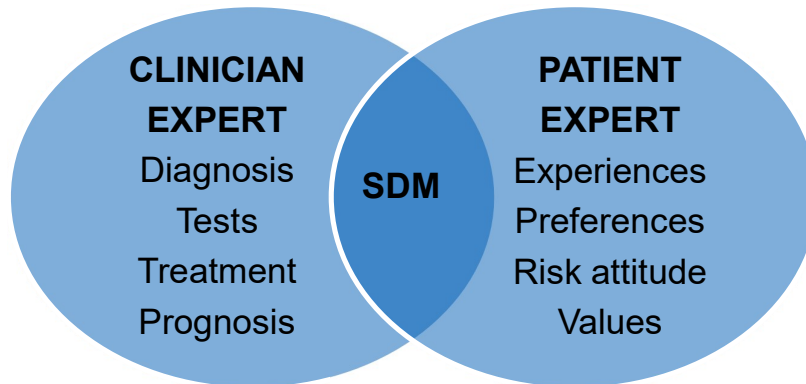 CLINICIAN
EXPERT
Diagnosis
Tests
Treatment
Prognosis
SDM
PATIENT
EXPERT
Experiences
Preferences
Risk attitude
Values